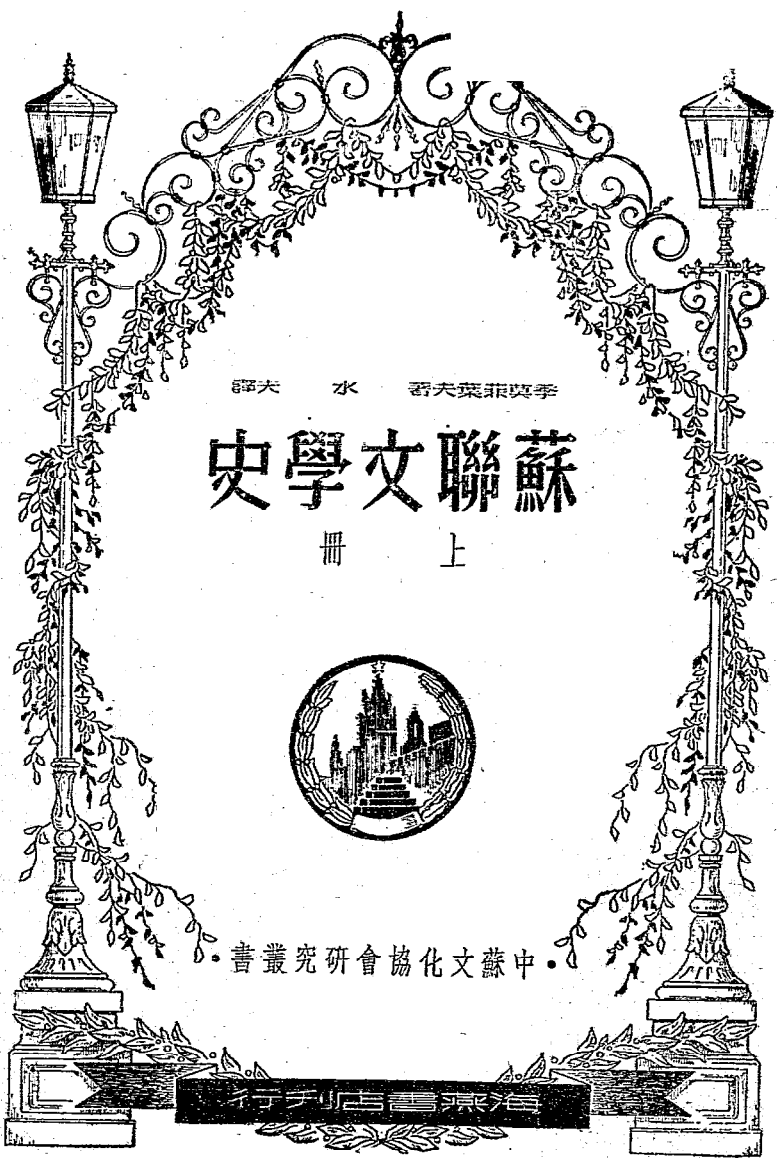 季莫菲葉夫著　水　夫譯
蘇聯文學史
上　冊
•中蘇文化協會研究叢書•
海燕書店刊行